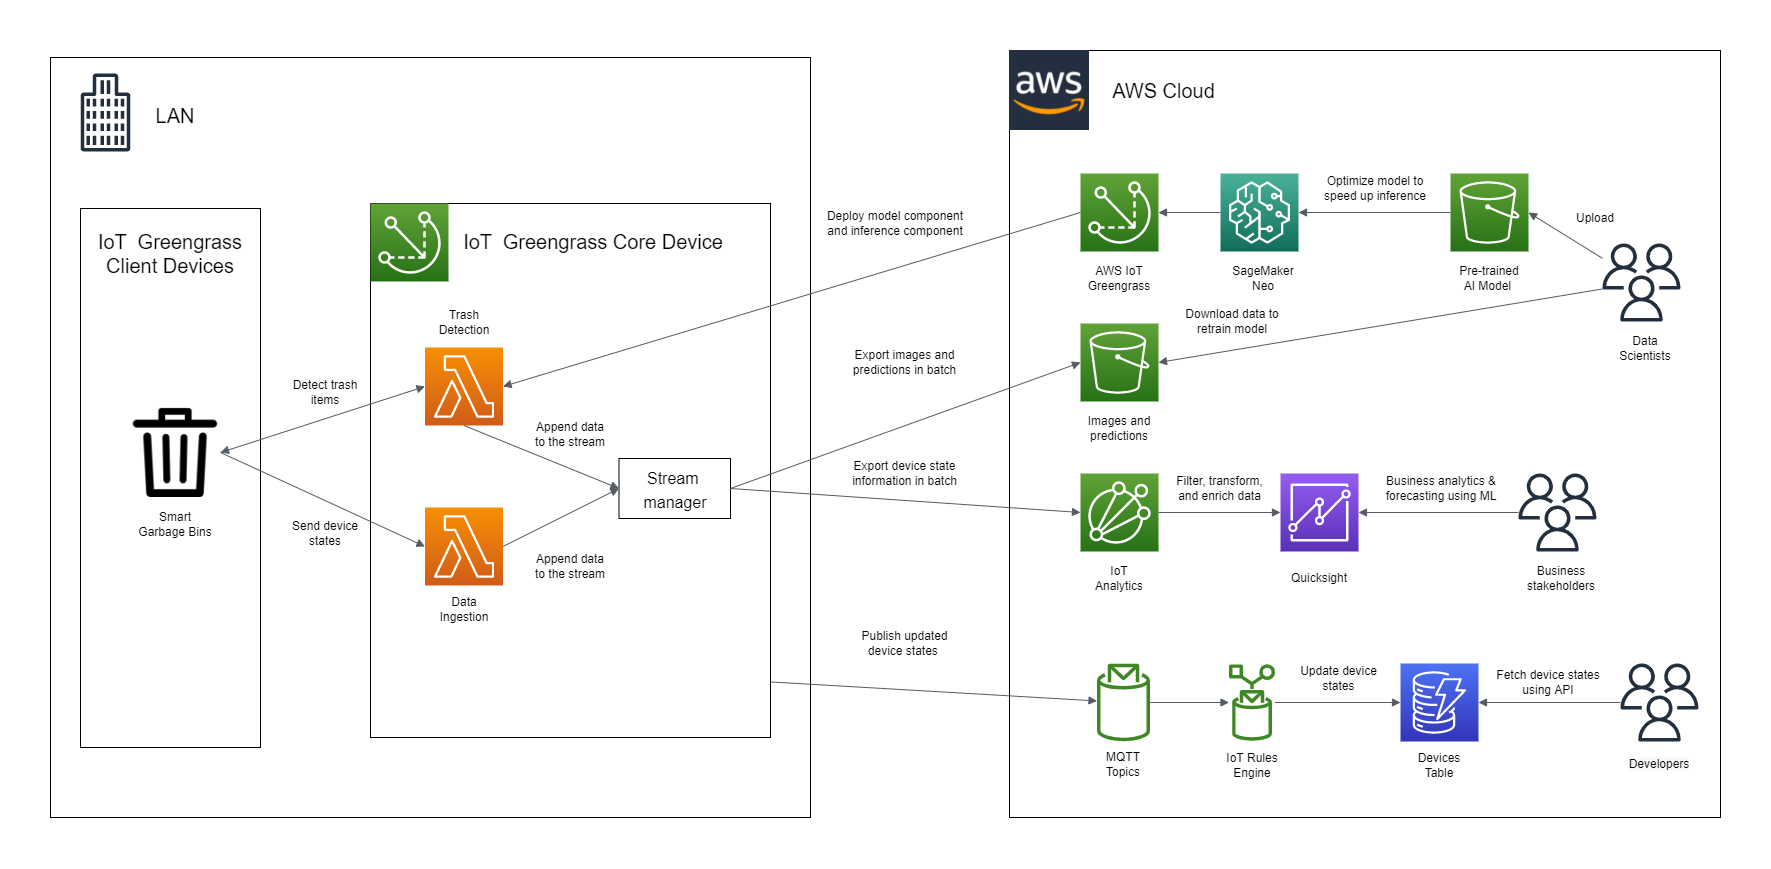 LAN
aws
AWS Cloud
IoT Greengrass
Client Devices
IoT Greengrass Core Device
Deploy model component
and inference component
Optimize model to
speed up inference
Upload
AWS IoT
Greengrass
SageMaker
Neo
Pre-trained
AI Model
Trash
Detection
Download data to
retrain model
Data
Scientists
Detect trash
items
Export images and
predictions in batch
Append data
to the stream
Images and
predictions
Stream
manager
Export device state
information in batch
Filter, transform,
and enrich data
Business analytics &
forecasting using ML
Smart
Garbage Bins
Send device
states
Append data
to the stream
IoT
Analytics
Quicksight
Business
stakeholders
Data
Ingestion
Publish updated
device states
Update device
states
Fetch device states
using API
MQTT
Topics
IoT Rules
Engine
Devices
Table
Developers